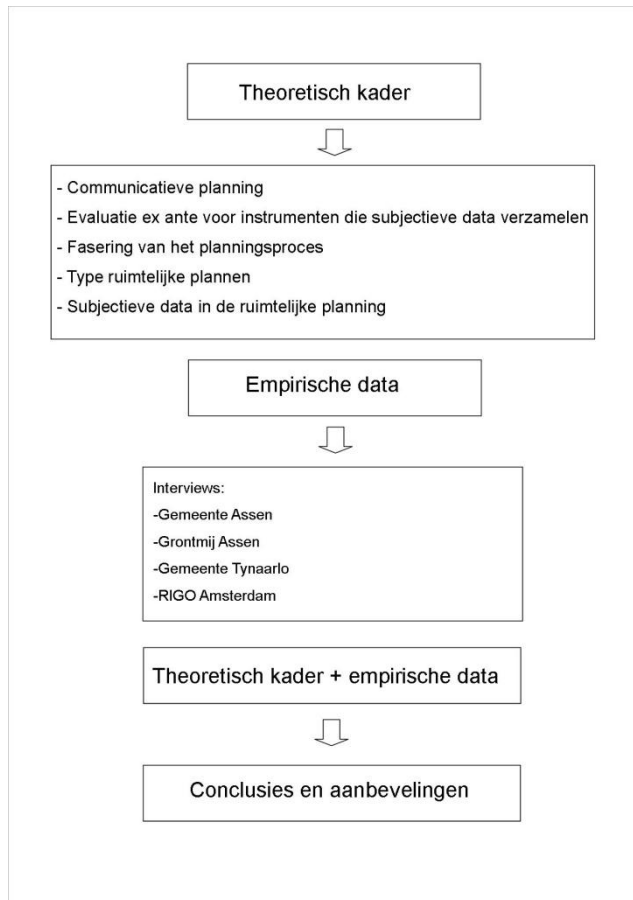 Theoretisch kader
- Communicatieve planning
- Evaluatie ex ante voor instrumenten die subjectieve data verzamelen
- Fasering van het planningsproces
- Type ruimtelijke plannen
- Subjectieve data in de ruimtelijke planning
Empirische data
Interviews:
-Gemeente Assen
-Grontmij Assen
-Gemeente Tynaarlo
-RIGO Amsterdam
Theoretisch kader + empirische data
Conclusies en aanbevelingen